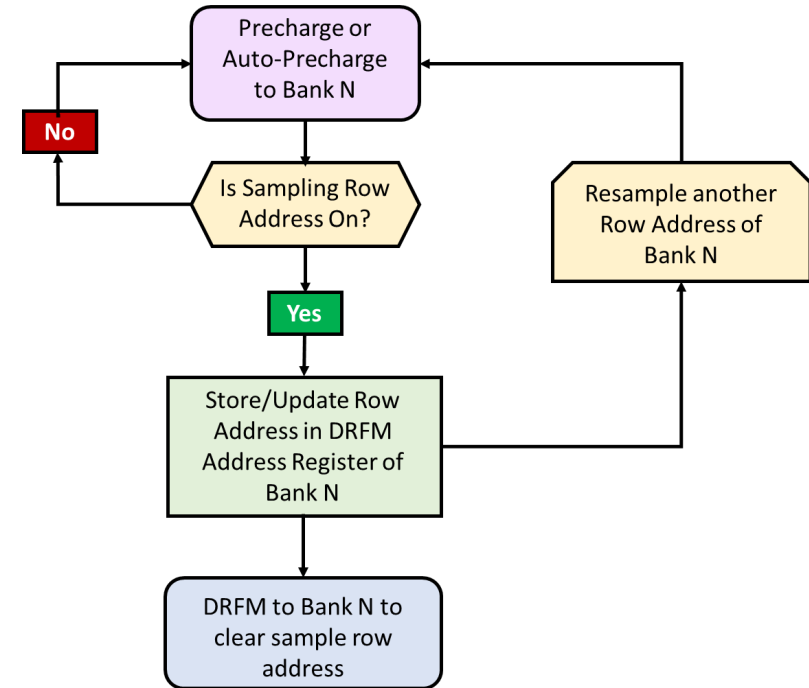 Precharge or
Auto-Precharge
to Bank N
No
Is Sampling Row
Address On?
Resample another
Row Address of
Bank N
Yes
Store/Update Row
Address in DRFM
Address Register of
Bank N
DRFM to Bank N to
clear sample row
address